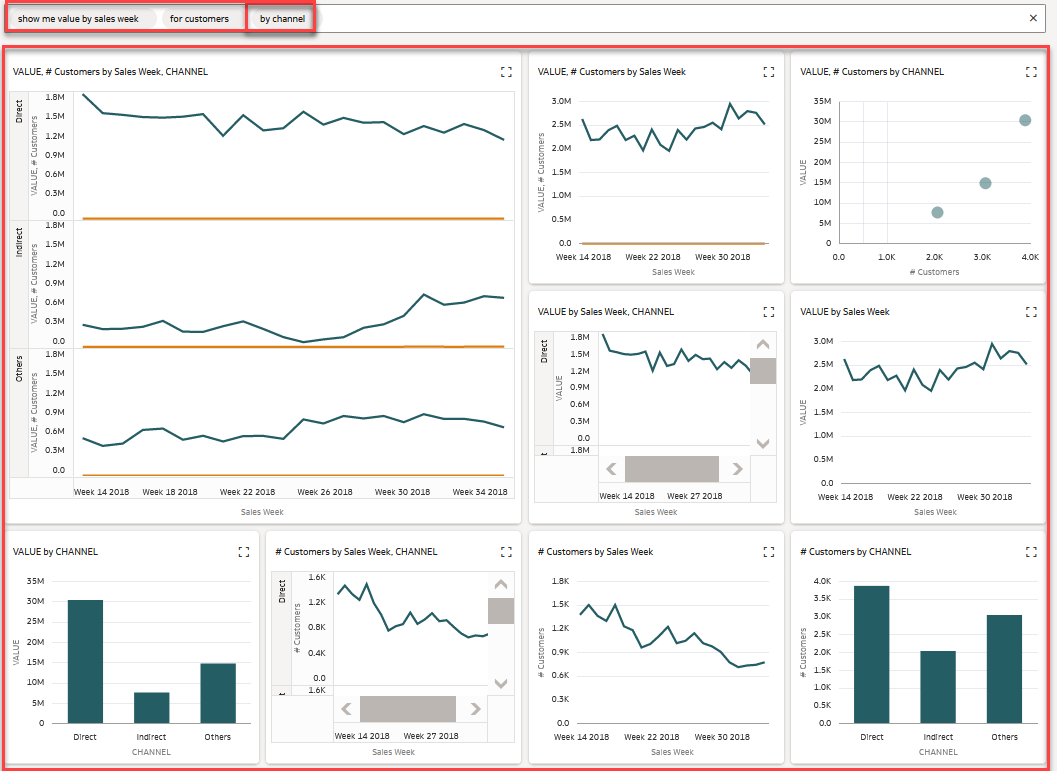 show me value by sales week for customers by channel ×
VALUE, # Customers by Sales Week, CHANNEL
Direct
VALUE, # Customers
1.8M
1.5M
1.2M
0.9M
0.6M
0.3M
0.0
Indirect
VALUE, # Customers
1.8M
1.5M
1.2M
0.9M
0.6M
0.3M
0.0
Others
VALUE, # Customers
1.8M
1.5M
1.2M
0.9M
0.6M
0.3M
0.0
Week 14 2018 Week 18 2018 Week 22 2018 Week 26 2018 Week 30 2018 Week 34 2018
Sales Week
VALUE, # Customers by Sales Week
VALUE, # Customers
3.0M
2.5M
2.0M
1.5M
1.0M
0.5M
0.0
Week 14 2018 Week 22 2018 Week 30 2018
Sales Week
VALUE, # Customers by CHANNEL
VALUE
35M
30M
25M
20M
15M
10M
5M
0
0.0 1.0K 2.0K 3.0K 4.0K
# Customers
VALUE by Sales Week, CHANNEL
Direct
VALUE
1.8M
1.5M
1.2M
0.9M
0.6M
0.3M
0.0
1.8M
Week 14 2018 Week 27 2018
Sales Week
VALUE by Sales Week
VALUE
3.0M
2.5M
2.0M
1.5M
1.0M
0.5M
0.0
Week 14 2018 Week 22 2018 Week 30 2018
Sales Week
VALUE by CHANNEL
VALUE
35M
30M
25M
20M
15M
10M
5M
0
Direct Indirect Others
CHANNEL
# Customers by Sales Week, CHANNEL
Direct
# Customers
1.6K
1.2K
0.8K
0.4K
0.0
1.6K
Week 14 2018 Week 27 2018
Sales Week
# Customers by Sales Week
# Customers
1.8K
1.5K
1.2K
0.9K
0.6K
0.3K
0.0
Week 14 2018 Week 22 2018 Week 30 2018
Sales Week
# Customers by CHANNEL
# Customers
4.0K
3.5K
3.0K
2.5K
2.0K
1.5K
1.0K
0.5K
0.0
Direct Indirect Others
CHANNEL